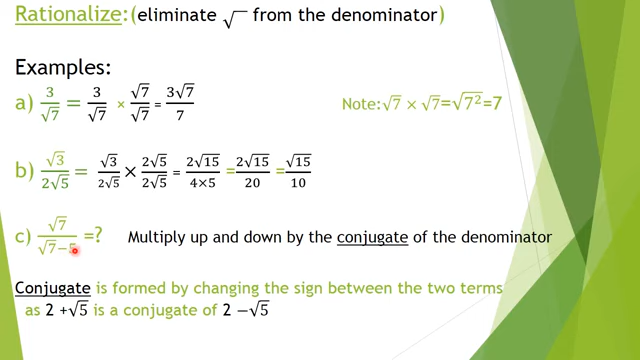 Rationalize:(eliminate √ from the denominator)
Examples:
a) 3/√7 = 3/√7 × √7/√7 = 3√7/7
Note:√7 × √7=√7²=7
b) √3/2√5 = √3/2√5 × 2√5/2√5 = 2√15/4×5 =2√15/20 =√15/10
c) √7/√7−5 =? Multiply up and down by the conjugate of the denominator
Conjugate is formed by changing the sign between the two terms
as 2 +√5 is a conjugate of 2 −√5